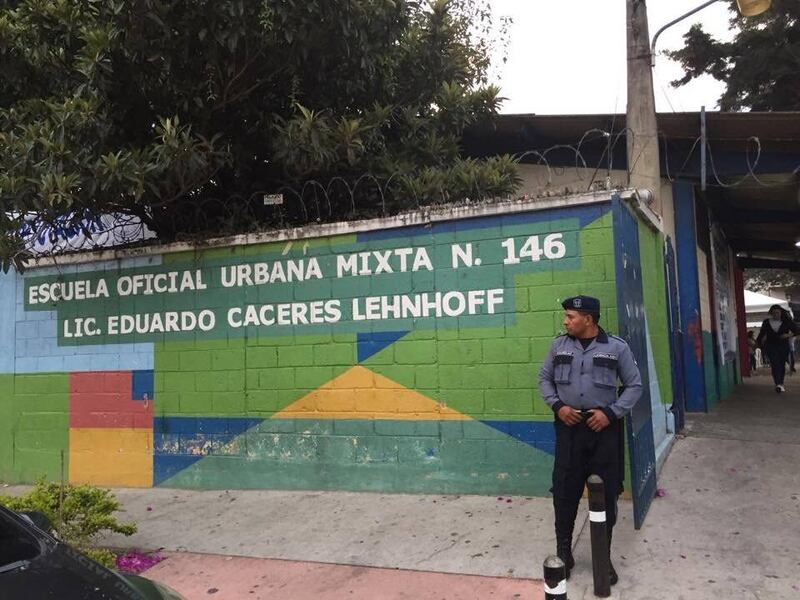 ESCUELA OFICIAL URBANA MIXTA N. 146
LIC. EDUARDO CACERES LEHNHOFF